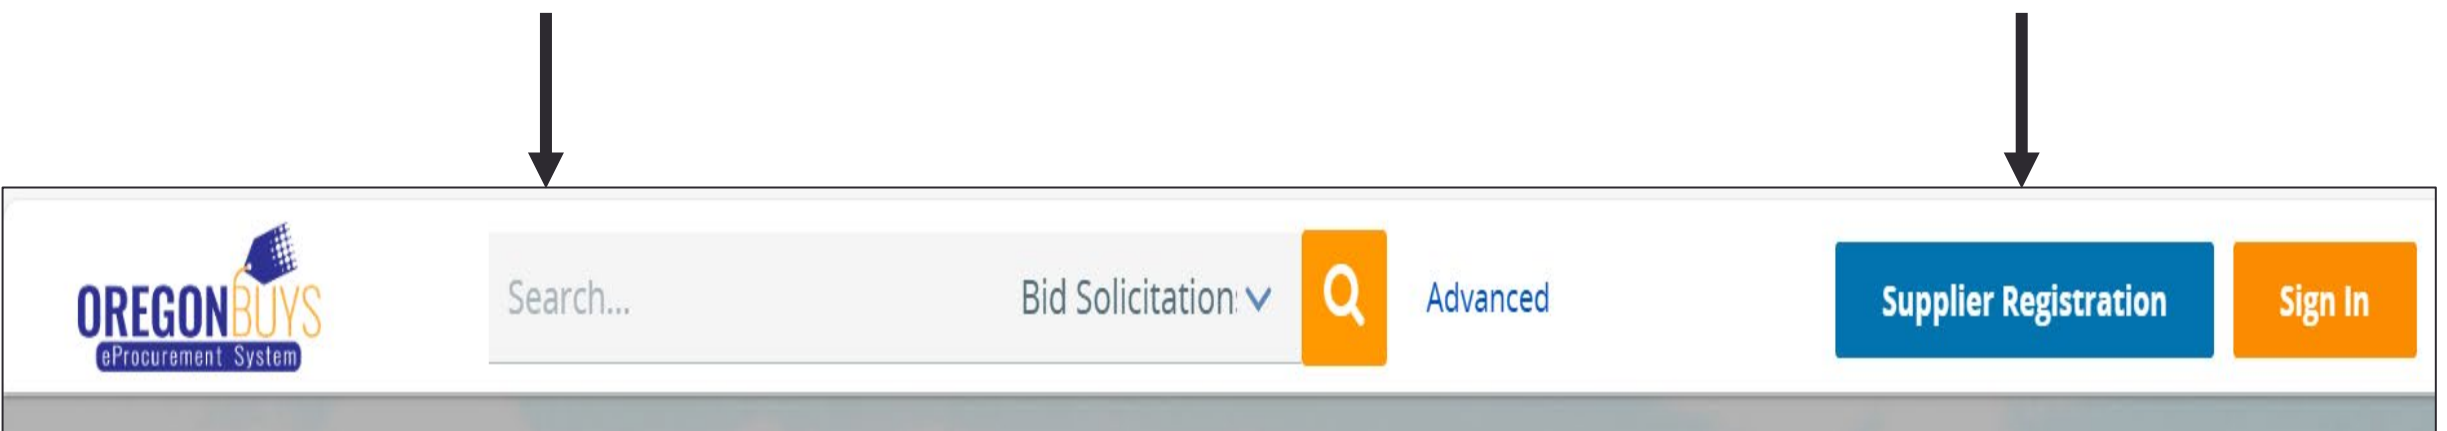 OREGONBUYS
eProcurement System
Search...
Bid Solicitation
Advanced
Supplier Registration
Sign In